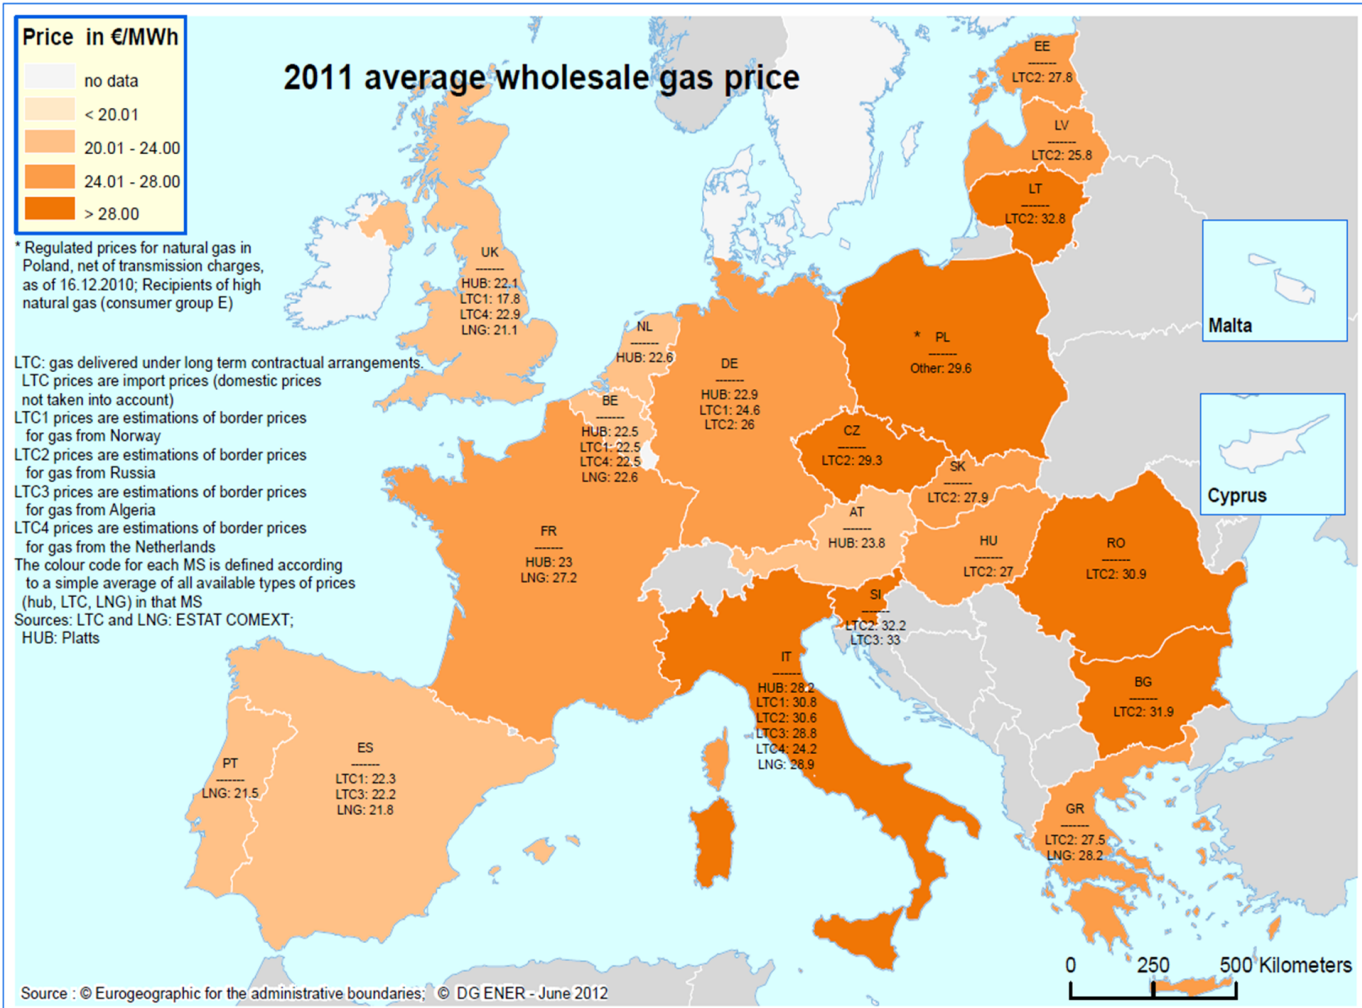 Price in €/MWh
no data
< 20.01
20.01 - 24.00
24.01 - 28.00
> 28.00
2011 average wholesale gas price
* Regulated prices for natural gas in
Poland, net of transmission charges,
as of 16.12.2010; Recipients of high
natural gas (consumer group E)
LTC: gas delivered under long term contractual arrangements.
LTC prices are import prices (domestic prices
not taken into account)
LTC1 prices are estimations of border prices
for gas from Norway
LTC2 prices are estimations of border prices
for gas from Russia
LTC3 prices are estimations of border prices
for gas from Algeria
LTC4 prices are estimations of border prices
for gas from the Netherlands
The colour code for each MS is defined according
to a simple average of all available types of prices
(hub, LTC, LNG) in that MS
Sources: LTC and LNG: ESTAT COMEXT;
HUB: Platts
EE
-------
LTC2: 27.8
LV
-------
LTC2: 25.8
LT
-------
LTC2: 32.8
UK
-------
HUB: 22.1
LTC1: 17.8
LTC4: 22.9
LNG: 21.1
NL
-------
HUB: 22.6
BE
-------
HUB: 22.5
LTC1: 22.5
LTC4: 22.5
LNG: 22.6
DE
-------
HUB: 22.9
LTC1: 24.6
LTC2: 26
* PL
-------
Other: 29.6
CZ
-------
LTC2: 29.3
SK
-------
LTC2: 27.9
AT
-------
HUB: 23.8
HU
-------
LTC2: 27
RO
-------
LTC2: 30.9
FR
-------
HUB: 23
LNG: 27.2
SI
-------
LTC2: 32.2
LTC3: 33
IT
-------
HUB: 28.2
LTC1: 30.8
LTC2: 30.6
LTC3: 28.8
LTC4: 24.2
LNG: 28.9
BG
-------
LTC2: 31.9
PT
-------
LNG: 21.5
ES
-------
LTC1: 22.3
LTC3: 22.2
LNG: 21.8
GR
-------
LTC2: 27.5
LNG: 28.2
Malta
Cyprus
0 250 500 Kilometers
Source : © Eurogeographic for the administrative boundaries; © DG ENER - June 2012